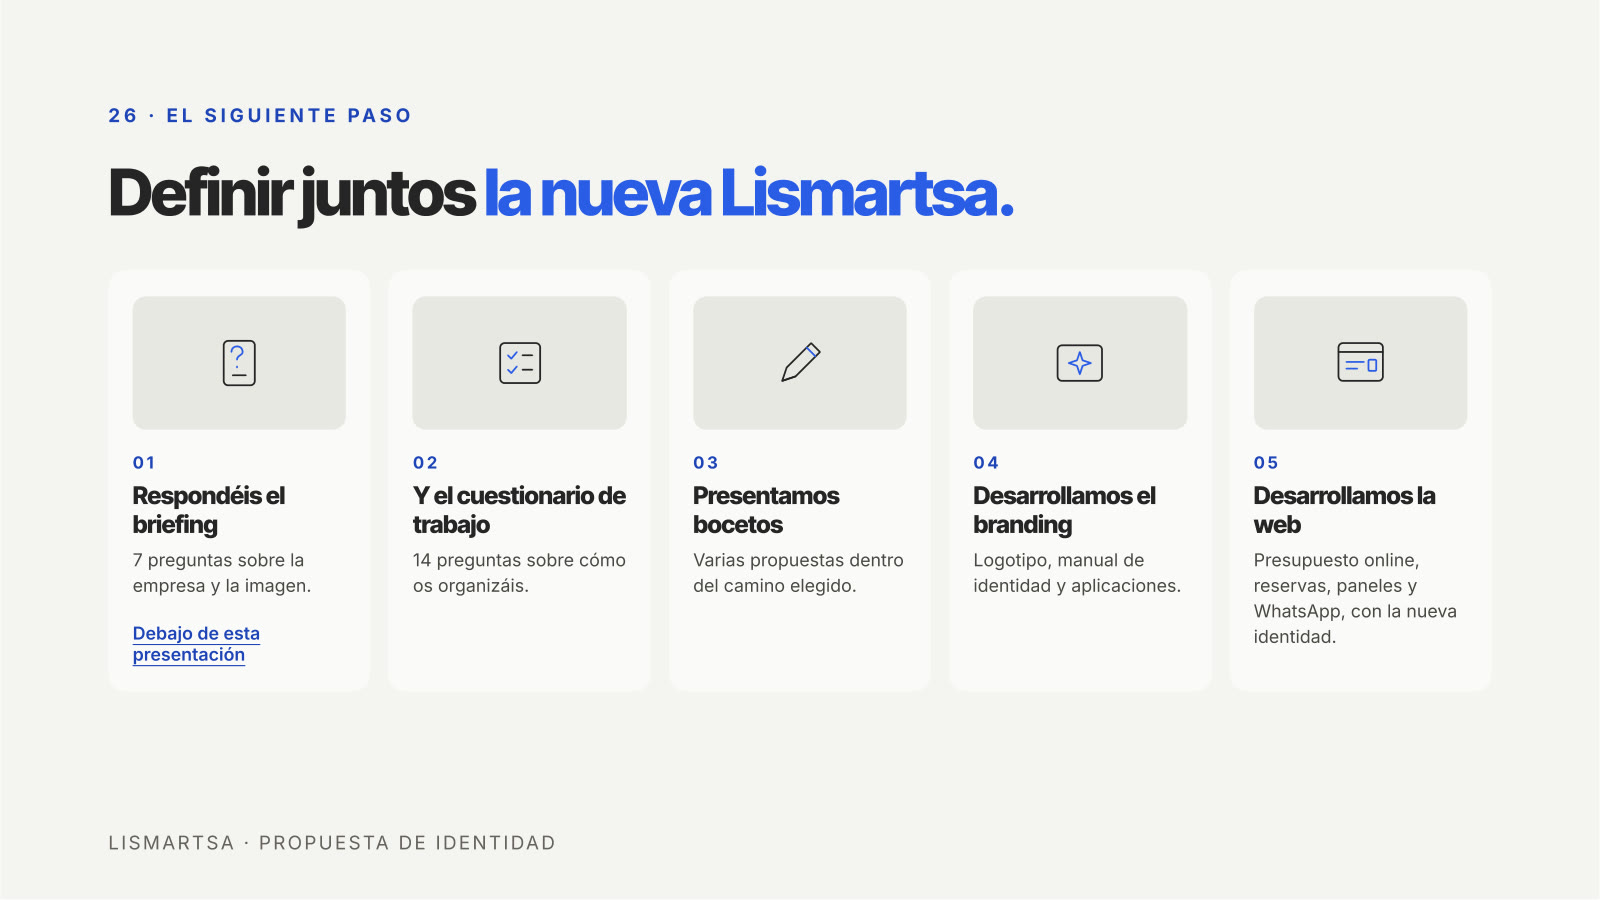 26 · EL SIGUIENTE PASO
Definir juntos la nueva Lismartsa.
01
Respondéis el
briefing
7 preguntas sobre la
empresa y la imagen.
Debajo de esta
presentación
02
Y el cuestionario de
trabajo
14 preguntas sobre cómo
os organizáis.
03
Presentamos
bocetos
Varias propuestas dentro
del camino elegido.
04
Desarrollamos el
branding
Logotipo, manual de
identidad y aplicaciones.
05
Desarrollamos la
web
Presupuesto online,
reservas, paneles y
WhatsApp, con la nueva
identidad.
LISMARTSA · PROPUESTA DE IDENTIDAD